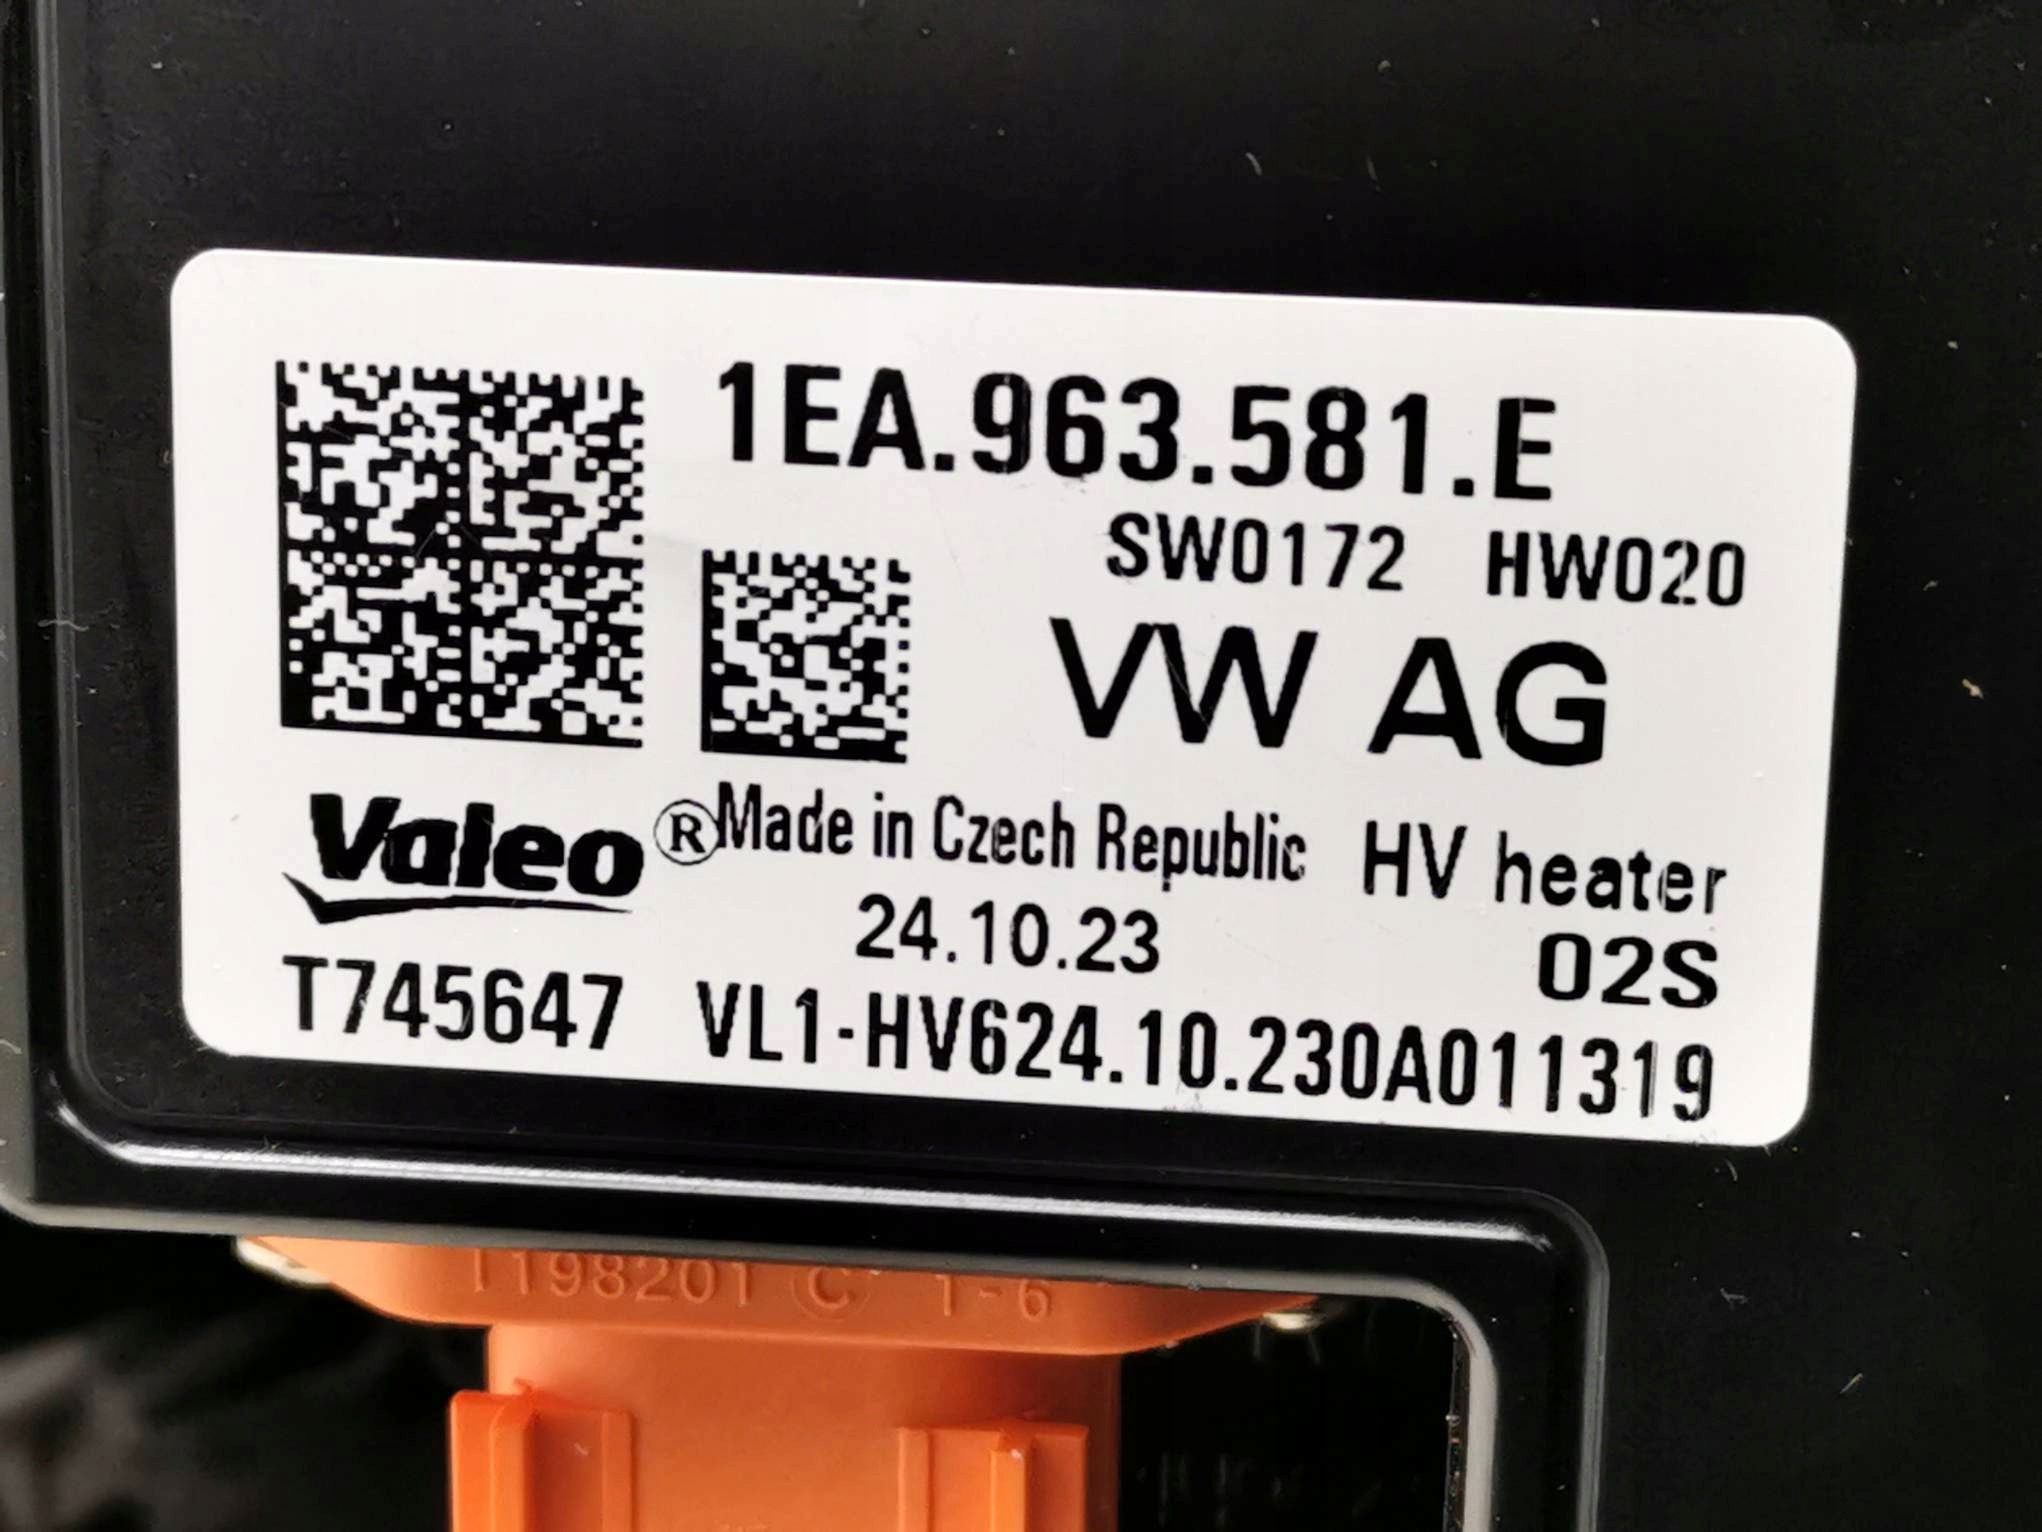 1EA.963.581.E
SW0172 HW020
VW AG
Valeo® Made in Czech Republic HV heater
24.10.23 02S
T745647 VL1-HV624.10.230A011319
1198201 C 1-6